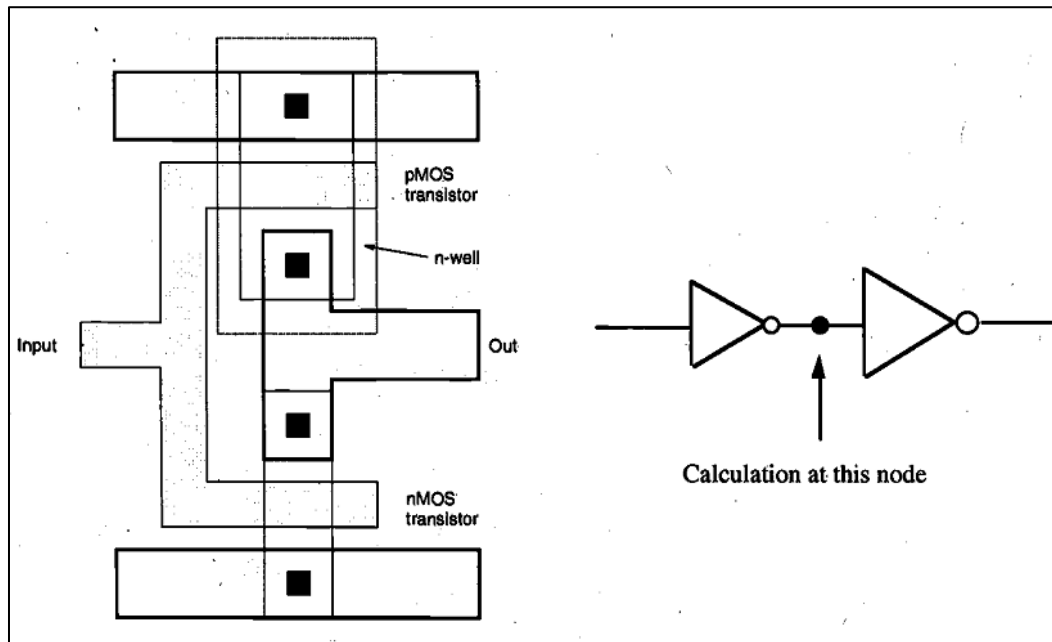 pMOS
transistor
n-well
Input
Out
nMOS
transistor
Calculation at this node